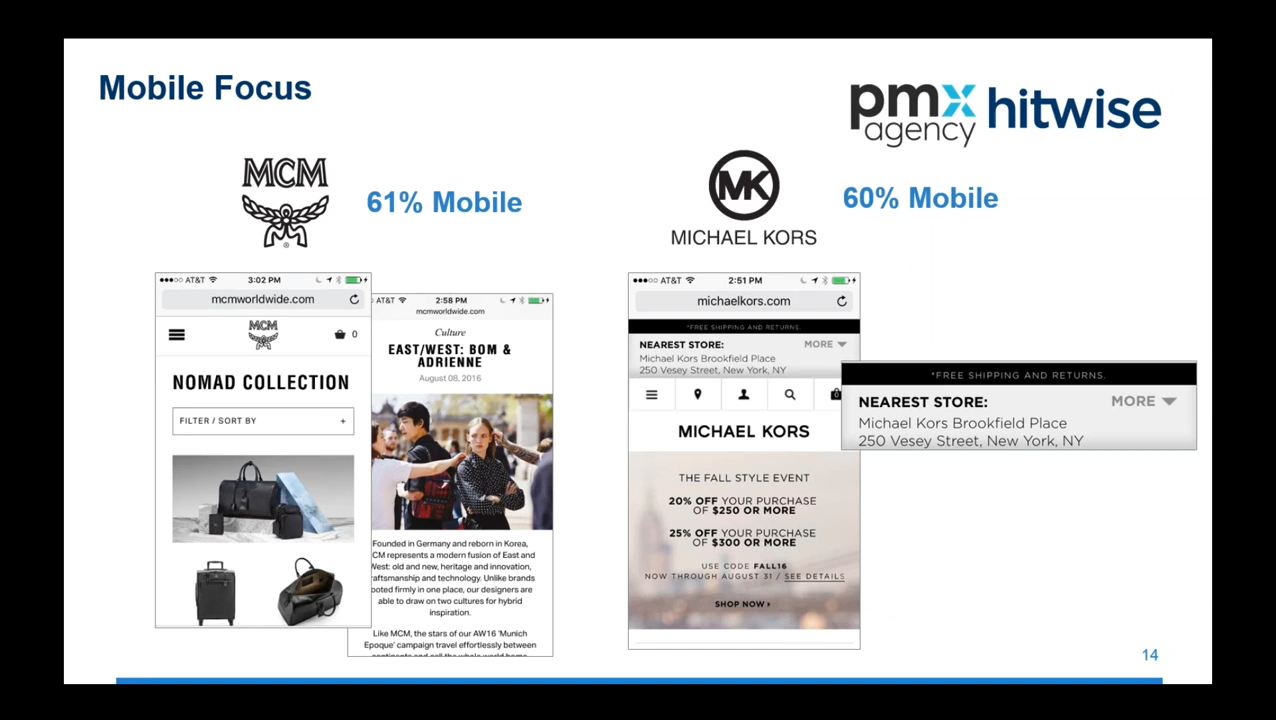 Mobile Focus
pmx agency hitwise
MCM
61% Mobile
MK
MICHAEL KORS
60% Mobile
AT&T 3:02 PM
mcmworldwide.com
MCM
0
NOMAD COLLECTION
FILTER / SORT BY +
AT&T 2:58 PM
mcmworldwide.com
Culture
EAST/WEST: BOM &
ADRIENNE
August 08, 2016
Founded in Germany and reborn in Korea,
CM represents a modern fusion of East and
West: old and new, heritage and innovation,
raftsmanship and technology. Unlike brands
ooted firmly in one place, our designers are
able to draw on two cultures for hybrid
inspiration.
Like MCM, the stars of our AW16 'Munich
Epoque' campaign travel effortlessly between
AT&T 2:51 PM
michaelkors.com
*FREE SHIPPING AND RETURNS.
NEAREST STORE: MORE
Michael Kors Brookfield Place
250 Vesey Street, New York, NY
0
MICHAEL KORS
THE FALL STYLE EVENT
20% OFF YOUR PURCHASE
OF $250 OR MORE
25% OFF YOUR PURCHASE
OF $300 OR MORE
USE CODE FALL16
NOW THROUGH AUGUST 31 / SEE DETAILS
SHOP NOW
*FREE SHIPPING AND RETURNS.
NEAREST STORE: MORE
Michael Kors Brookfield Place
250 Vesey Street, New York, NY
14